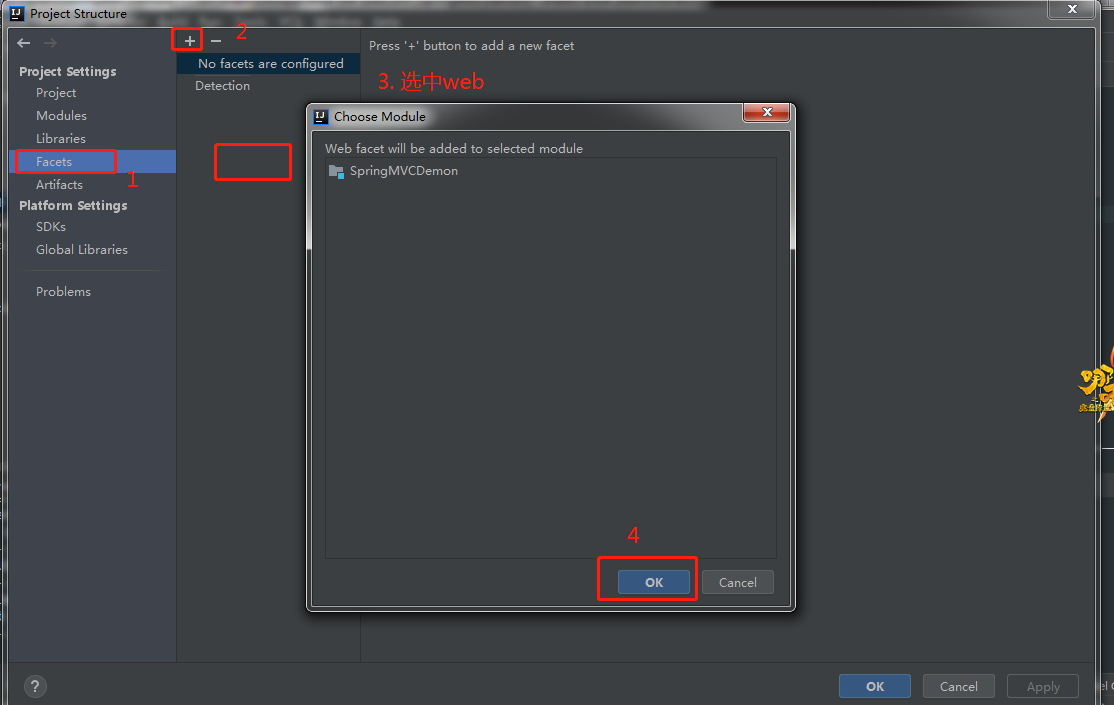 Project Structure
+ − 2
Press '+' button to add a new facet
Project Settings
No facets are configured
Project
Detection
3. 选中web
Modules
Libraries
Facets
1
Artifacts
Platform Settings
SDKs
Global Libraries
Problems
Choose Module
Web facet will be added to selected module
SpringMVCDemon
4
OK
Cancel
?
OK
Cancel
Apply